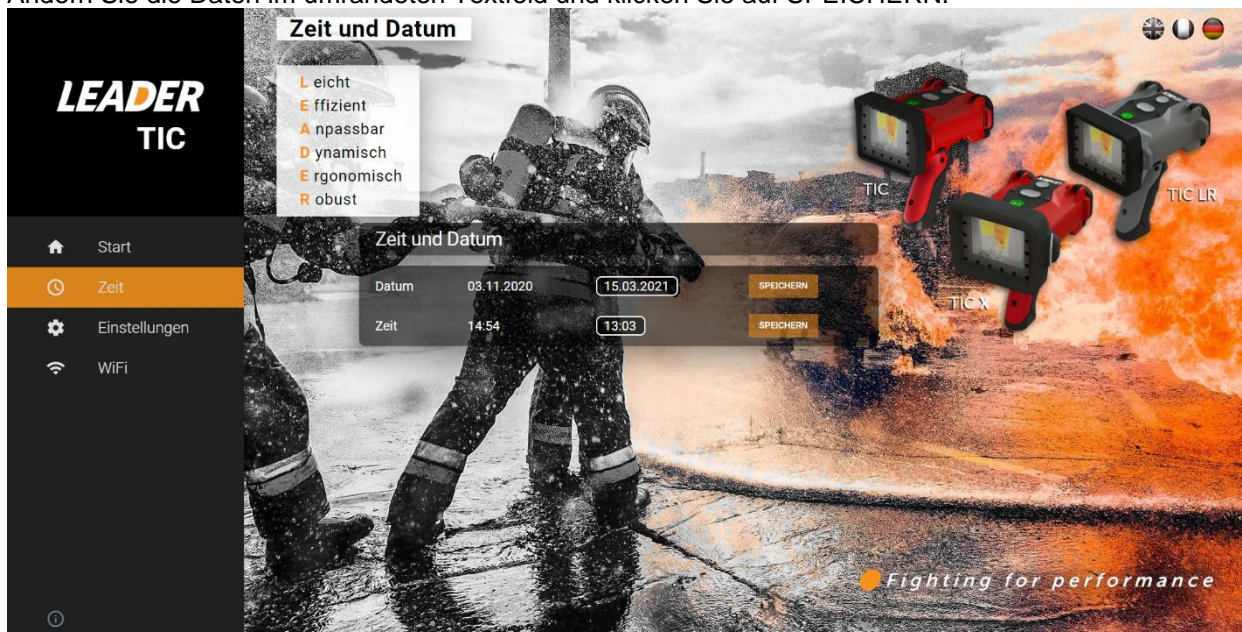 Ändern Sie die Daten im umrandeten Textfeld und klicken Sie auf SPEICHERN.
Zeit und Datum
LEADER
TIC
L eicht
E ffizient
A npassbar
D ynamisch
E rgonomisch
R obust
TIC
TIC LR
TIC X
Start
Zeit
Einstellungen
WiFi
Zeit und Datum
Datum 03.11.2020 15.03.2021 SPEICHERN
Zeit 14:54 13:03 SPEICHERN
Fighting for performance